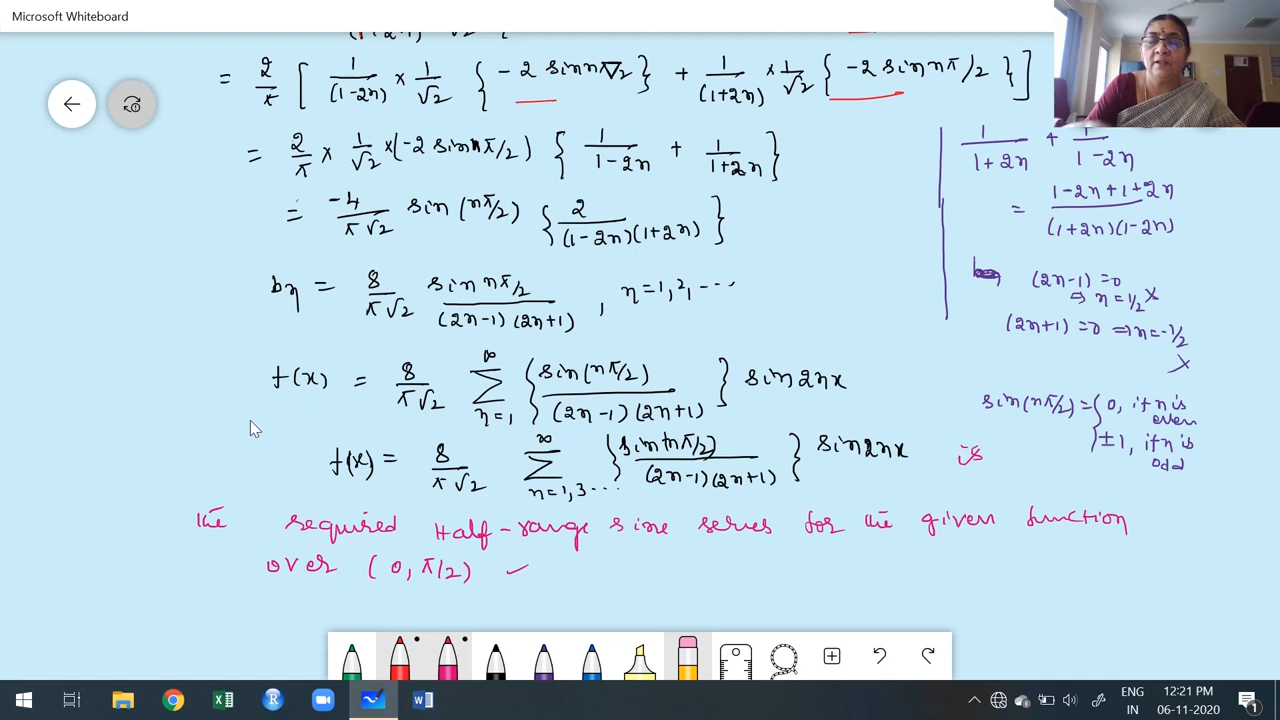 Microsoft Whiteboard
= 2/π [ 1/(1-2n) × 1/√2 { -2 sin nπ/2 } + 1/(1+2n) × 1/√2 { -2 sin nπ/2 } ]
= 2/π × 1/√2 × (-2 sin nπ/2) { 1/(1-2n) + 1/(1+2n) }
= -4/(π√2) sin(nπ/2) { 2/((1-2n)(1+2n)) }
bn = 8/(π√2) sin nπ/2 / ((2n-1)(2n+1)) , n=1,2,...
f(x) = 8/(π√2) ∞ Σ n=1 { sin(nπ/2) / ((2n-1)(2n+1)) } sin2nx
f(x) = 8/(π√2) ∞ Σ n=1,3... { sin(nπ/2) / ((2n-1)(2n+1)) } sin2nx is
the required Half-range sine series for the given function
over (0, π/2) ✓
1/(1+2n) + 1/(1-2n)
= (1-2n+1+2n) / ((1+2n)(1-2n))
(2n-1) = 0
⇒ n=1/2 ×
(2n+1) = 0 ⇒ n=-1/2
×
sin(nπ/2) = { 0, if n is
even
±1, if n is
odd
ENG
IN
12:21 PM
06-11-2020
1